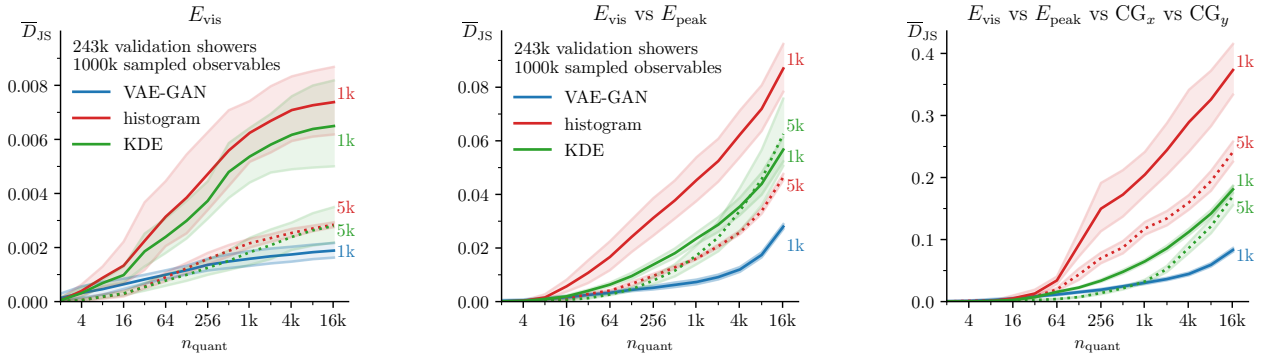 E_vis
D̅_JS
243k validation showers
1000k sampled observables
VAE-GAN
histogram
KDE
1k
1k
5k
5k
1k
0.008
0.006
0.004
0.002
0.000
4 16 64 256 1k 4k 16k
n_quant
E_vis vs E_peak
D̅_JS
243k validation showers
1000k sampled observables
VAE-GAN
histogram
KDE
1k
5k
1k
5k
1k
0.08
0.06
0.04
0.02
0.00
4 16 64 256 1k 4k 16k
n_quant
E_vis vs E_peak vs CG_x vs CG_y
D̅_JS
1k
5k
1k
5k
1k
0.4
0.3
0.2
0.1
0.0
4 16 64 256 1k 4k 16k
n_quant